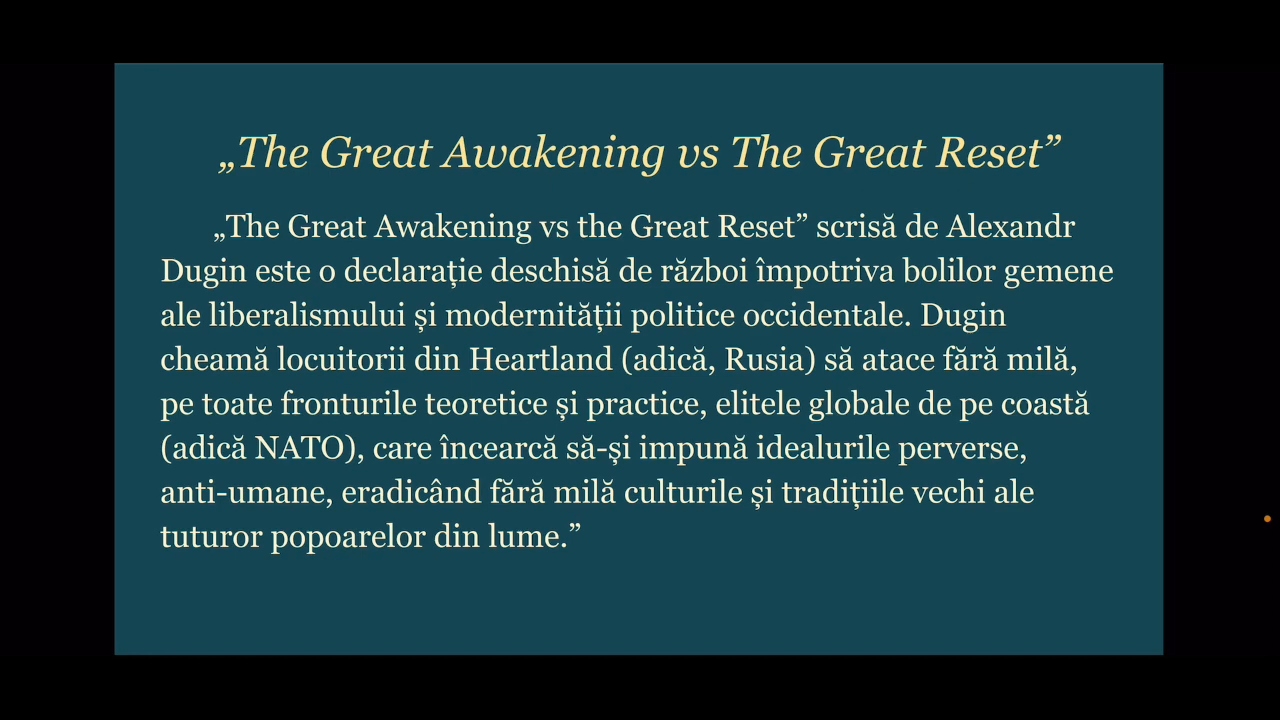 „The Great Awakening vs The Great Reset”
„The Great Awakening vs the Great Reset” scrisă de Alexandr
Dugin este o declarație deschisă de război împotriva bolilor gemene
ale liberalismului și modernității politice occidentale. Dugin
cheamă locuitorii din Heartland (adică, Rusia) să atace fără milă,
pe toate fronturile teoretice și practice, elitele globale de pe coastă
(adică NATO), care încearcă să-și impună idealurile perverse,
anti-umane, eradicând fără milă culturile și tradițiile vechi ale
tuturor popoarelor din lume.”